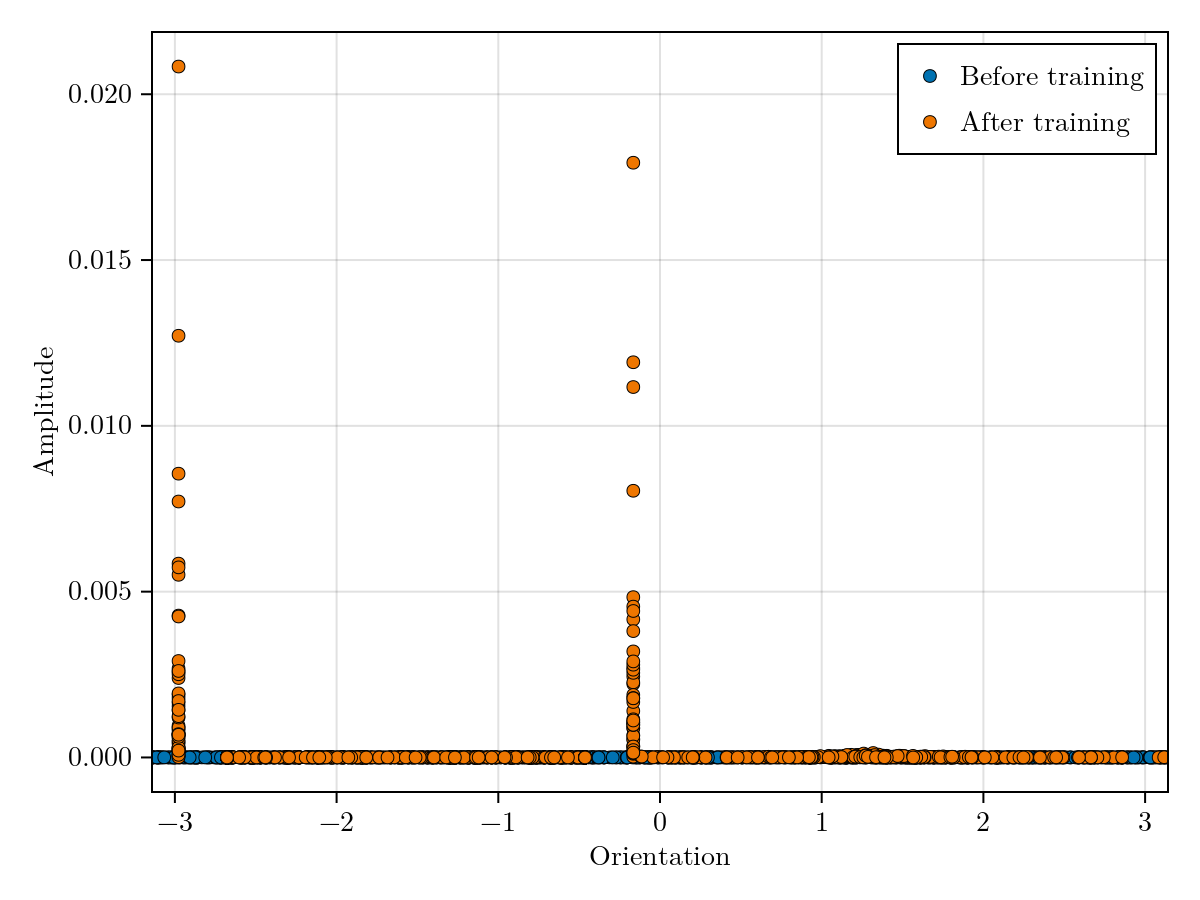 Before training
After training
0.020
0.015
0.010
0.005
0.000
Amplitude
−3 −2 −1 0 1 2 3
Orientation